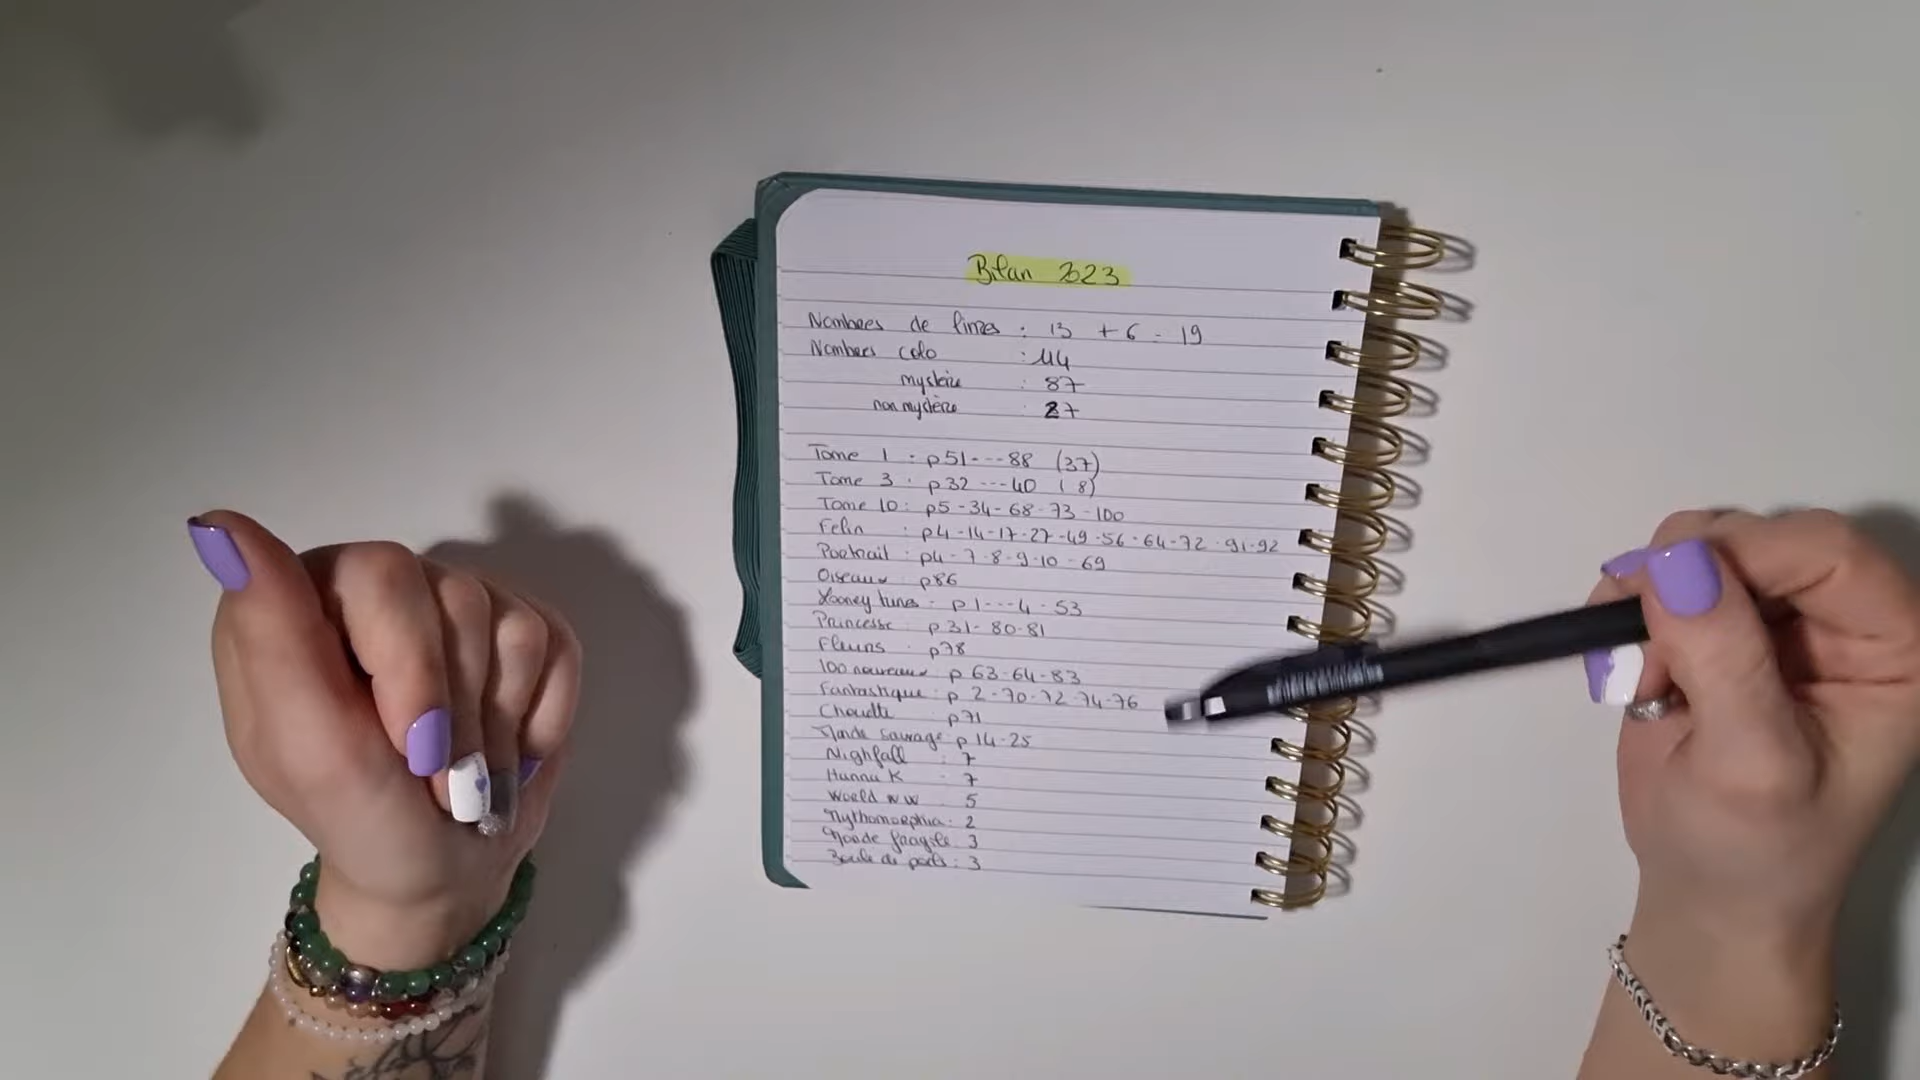 Bilan 2023
Nombres de livres : 13 + 6 = 19
Nombres colo : 114
mystère : 87
non mystère : 27
Tome 1 : p51---88 (37)
Tome 3 : p32---40 (8)
Tome 10 : p5-34-68-73-100
Felin : p4-14-17-27-49-56-64-72-91-92
Portrait : p4-7-8-9-10-69
Oiseaux : p86
Looney tunes - p1---4-53
Princesse : p31-80-81
Fleurs : p78
100 nouveaux : p 63-64-83
Fantastique : p 2-70-72-74-76
Chouette p71
Monde sauvage p14-25
Nighfall : 7
Hanna K - 7
World w w 5
Mythomorphia : 2
Monde fragile 3
Boule de poils : 3